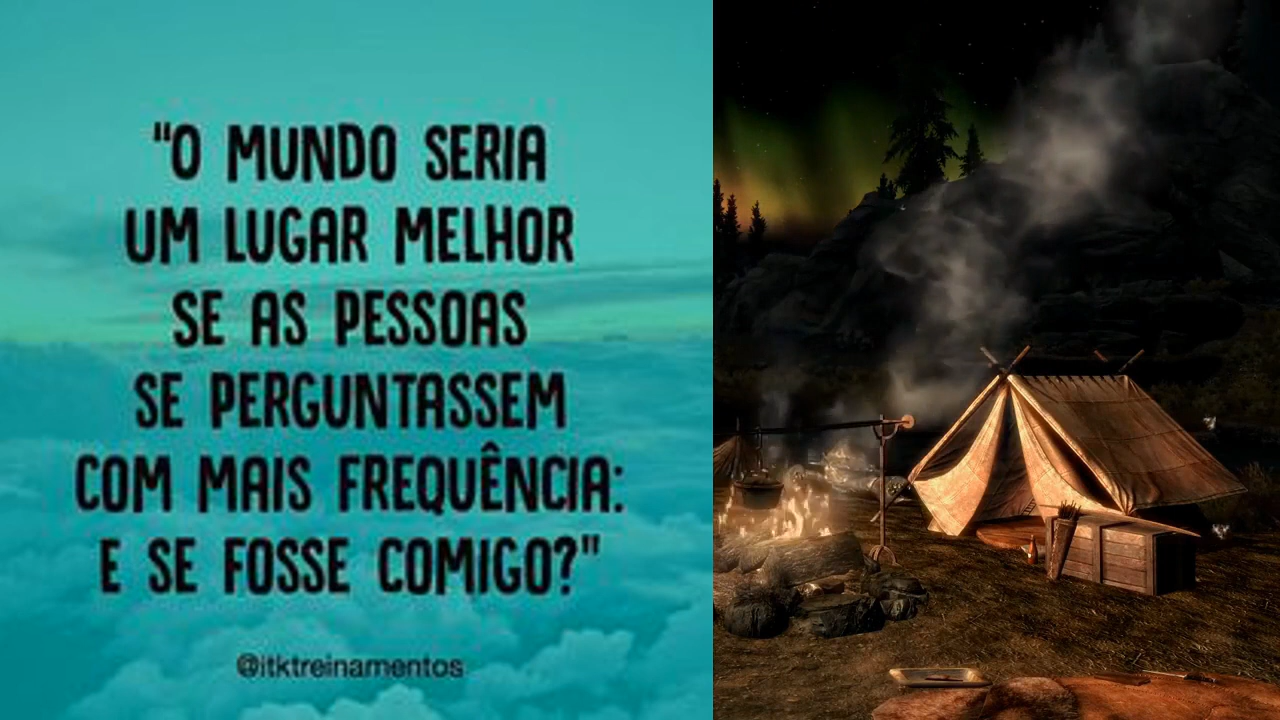 "O MUNDO SERIA
UM LUGAR MELHOR
SE AS PESSOAS
SE PERGUNTASSEM
COM MAIS FREQUÊNCIA:
E SE FOSSE COMIGO?"
@itktreinamentos